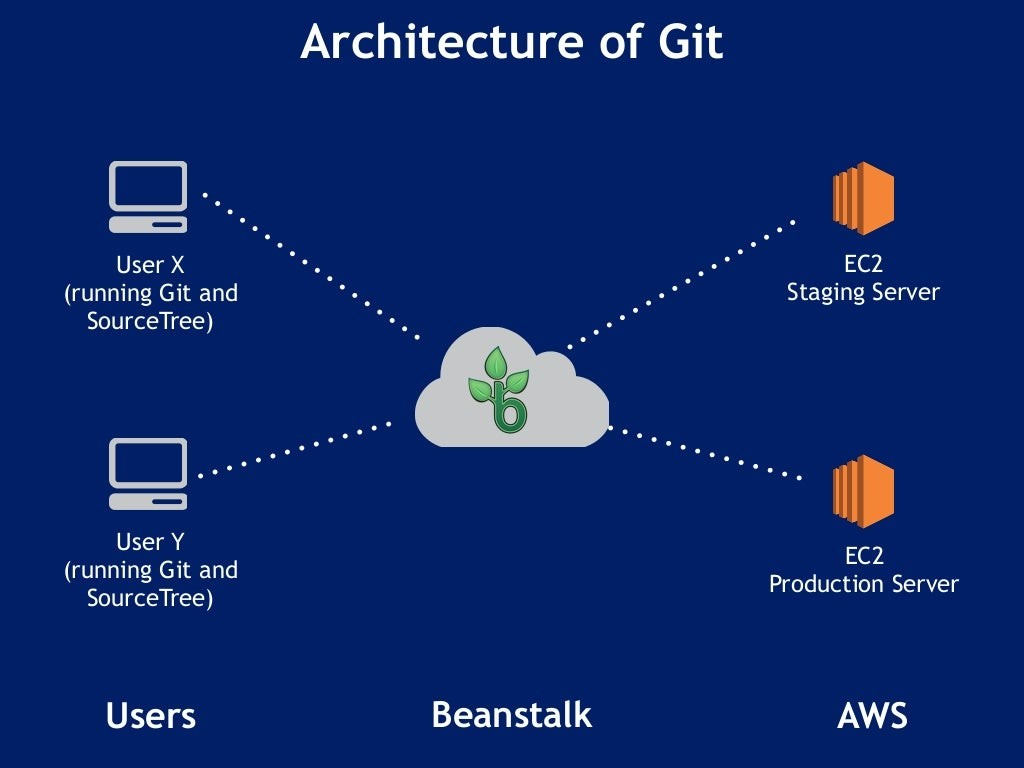 Architecture of Git
User X
(running Git and
SourceTree)
EC2
Staging Server
b
User Y
(running Git and
SourceTree)
EC2
Production Server
Users
Beanstalk
AWS